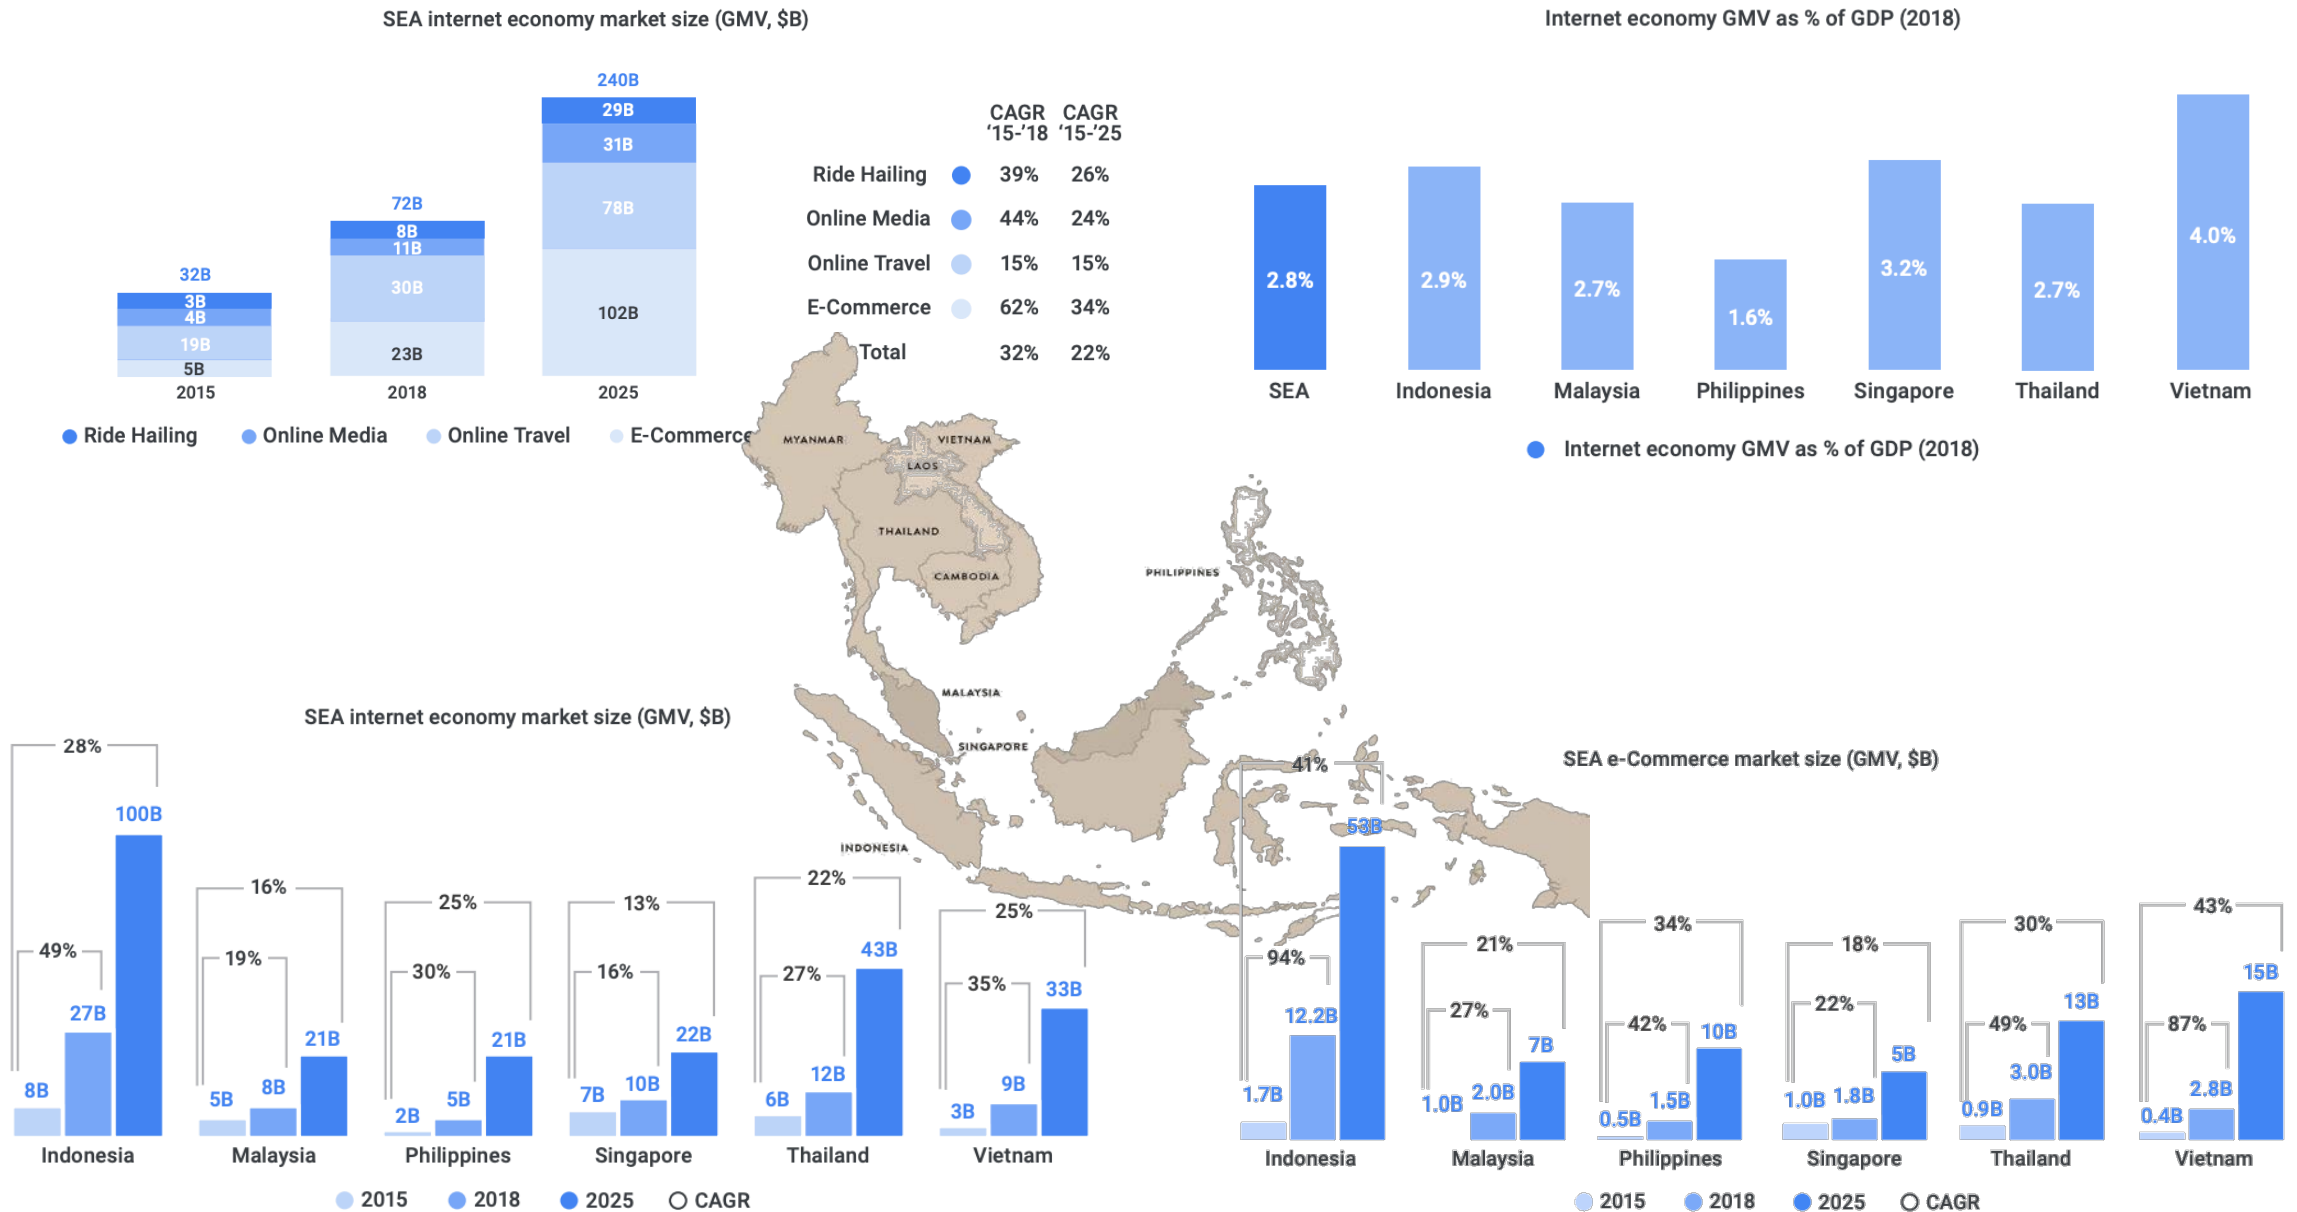 SEA internet economy market size (GMV, $B)
240B
29B
31B
78B
102B
72B
8B
11B
30B
23B
32B
3B
4B
19B
5B
2015 2018 2025
Ride Hailing Online Media Online Travel E-Commerce
CAGR CAGR
‘15-’18 ‘15-’25
Ride Hailing 39% 26%
Online Media 44% 24%
Online Travel 15% 15%
E-Commerce 62% 34%
Total 32% 22%
Internet economy GMV as % of GDP (2018)
2.8% 2.9% 2.7% 1.6% 3.2% 2.7% 4.0%
SEA Indonesia Malaysia Philippines Singapore Thailand Vietnam
Internet economy GMV as % of GDP (2018)
MYANMAR
VIETNAM
LAOS
THAILAND
CAMBODIA
PHILIPPINES
MALAYSIA
SINGAPORE
INDONESIA
SEA internet economy market size (GMV, $B)
28%
49%
8B 27B 100B
Indonesia
16%
19%
5B 8B 21B
Malaysia
25%
30%
2B 5B 21B
Philippines
13%
16%
7B 10B 22B
Singapore
22%
27%
6B 12B 43B
Thailand
25%
35%
3B 9B 33B
Vietnam
2015 2018 2025 CAGR
SEA e-Commerce market size (GMV, $B)
41%
94%
1.7B 12.2B 53B
Indonesia
21%
27%
1.0B 2.0B 7B
Malaysia
34%
42%
0.5B 1.5B 10B
Philippines
18%
22%
1.0B 1.8B 5B
Singapore
30%
49%
0.9B 3.0B 13B
Thailand
43%
87%
0.4B 2.8B 15B
Vietnam
2015 2018 2025 CAGR